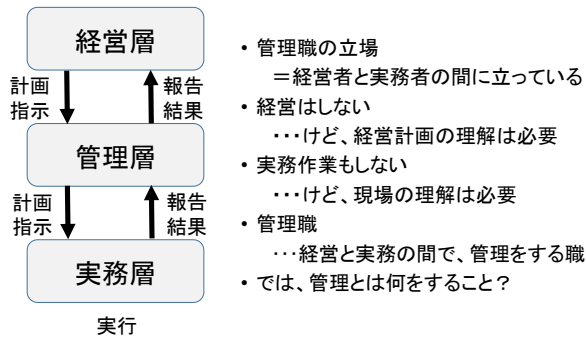 経営層
計画
指示
報告
結果
管理層
計画
指示
報告
結果
実務層
実行
・管理職の立場
＝経営者と実務者の間に立っている
・経営はしない
・・・けど、経営計画の理解は必要
・実務作業もしない
・・・けど、現場の理解は必要
・管理職
・・・経営と実務の間で、管理をする職
・では、管理とは何をすること？